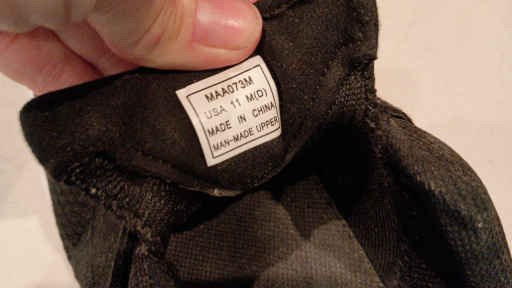 MAA073M
USA 11 M(D)
MADE IN CHINA
MAN-MADE UPPER